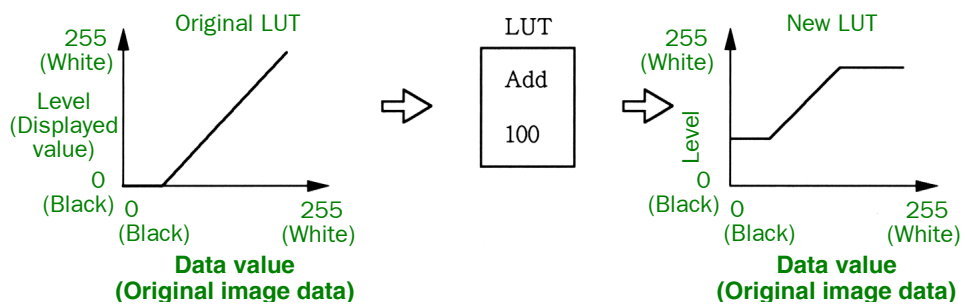 Original LUT
255
(White)
Level
(Displayed
value)
0
(Black)
0
(Black)
255
(White)
Data value
(Original image data)
LUT
Add
100
New LUT
255
(White)
Level
0
(Black)
0
(Black)
255
(White)
Data value
(Original image data)